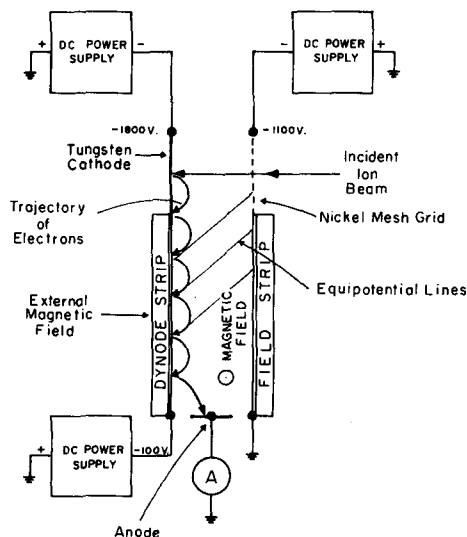 DC POWER
SUPPLY
+
-
DC POWER
SUPPLY
-
+
-1800V.
-1100V.
Tungsten
Cathode
Incident
Ion
Beam
Trajectory
of
Electrons
Nickel Mesh Grid
Equipotential Lines
External
Magnetic
Field
DYNODE STRIP
MAGNETIC
FIELD
FIELD STRIP
DC POWER
SUPPLY
+
-100V.
A
Anode